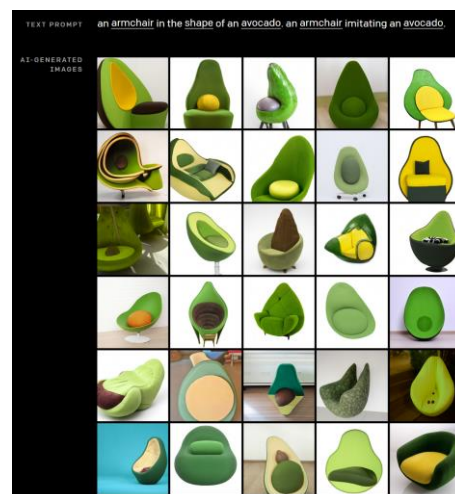 TEXT PROMPT
an armchair in the shape of an avocado. an armchair imitating an avocado.
AI-GENERATED
IMAGES